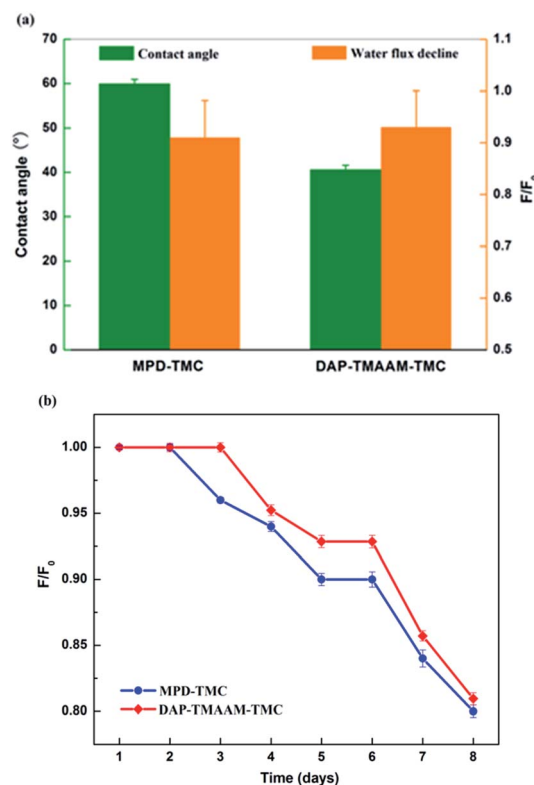 (a)
70
60
50
40
30
20
10
0
Contact angle (°)
Contact angle
Water flux decline
1.1
1.0
0.9
0.8
0.7
0.6
0.5
F/F₀
MPD-TMC
DAP-TMAAM-TMC
(b)
1.00
0.95
0.90
0.85
0.80
F/F₀
MPD-TMC
DAP-TMAAM-TMC
1 2 3 4 5 6 7 8
Time (days)